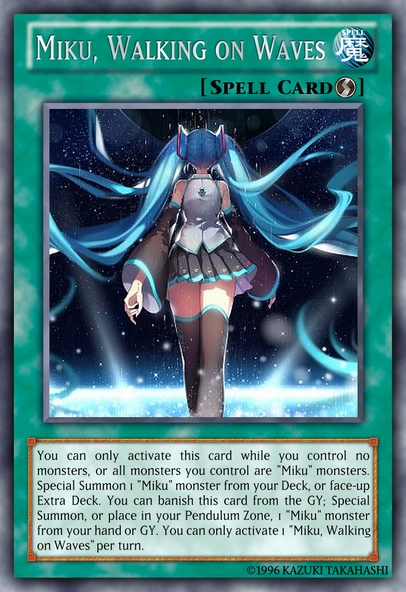 Miku, Walking on Waves
SPELL
魔
[Spell Card]
You can only activate this card while you control no
monsters, or all monsters you control are "Miku" monsters.
Special Summon 1 "Miku" monster from your Deck, or face-up
Extra Deck. You can banish this card from the GY; Special
Summon, or place in your Pendulum Zone, 1 "Miku" monster
from your hand or GY. You can only activate 1 "Miku, Walking
on Waves" per turn.
©1996 KAZUKI TAKAHASHI